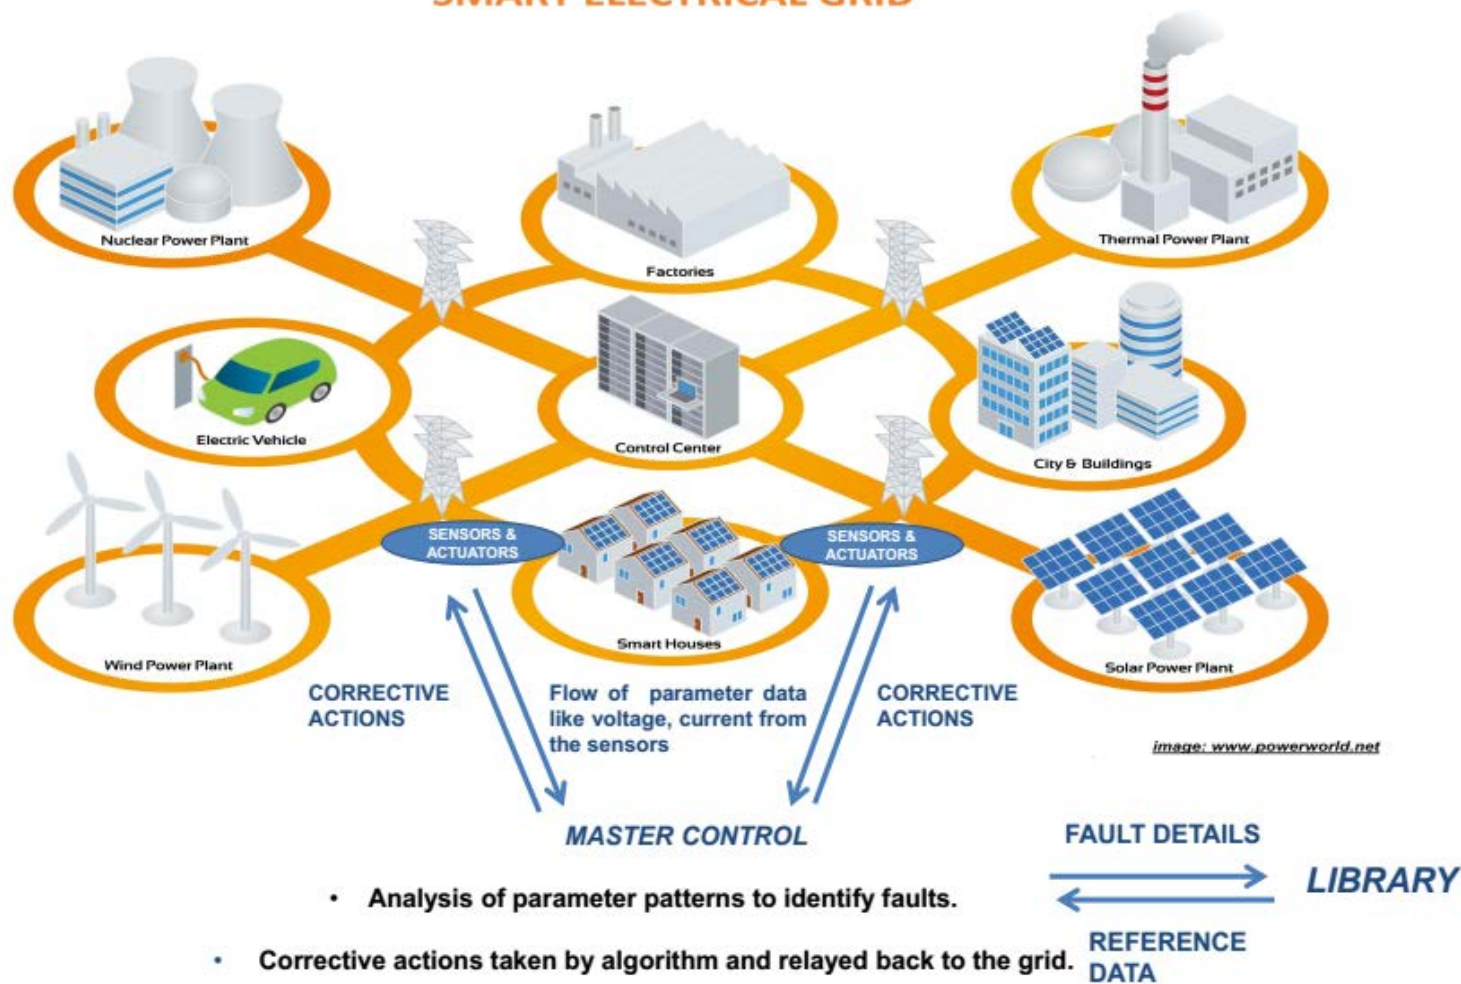 SMART ELECTRICAL GRID
Nuclear Power Plant
Factories
Thermal Power Plant
Electric Vehicle
Control Center
City & Buildings
SENSORS &
ACTUATORS
SENSORS &
ACTUATORS
Wind Power Plant
Smart Houses
Solar Power Plant
CORRECTIVE
ACTIONS
Flow of parameter data
like voltage, current from
the sensors
CORRECTIVE
ACTIONS
image: www.powerworld.net
MASTER CONTROL
FAULT DETAILS
LIBRARY
• Analysis of parameter patterns to identify faults.
REFERENCE
DATA
• Corrective actions taken by algorithm and relayed back to the grid.